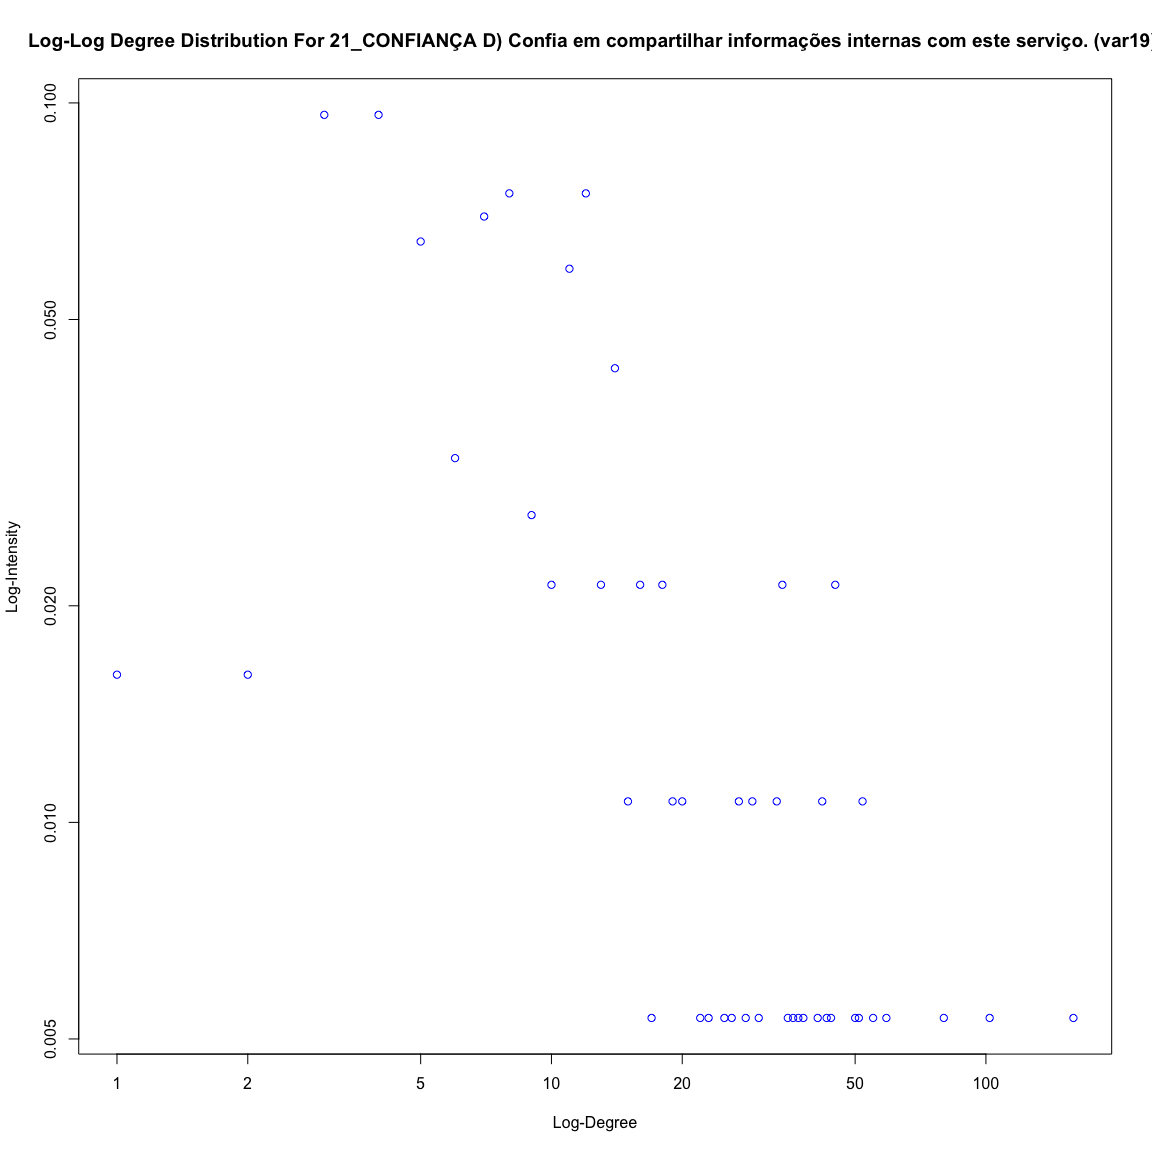 Log-Log Degree Distribution For 21_CONFIANÇA D) Confia em compartilhar informações internas com este serviço. (var19)
0.100
0.050
0.020
0.010
0.005
Log-Intensity
1 2 5 10 20 50 100
Log-Degree